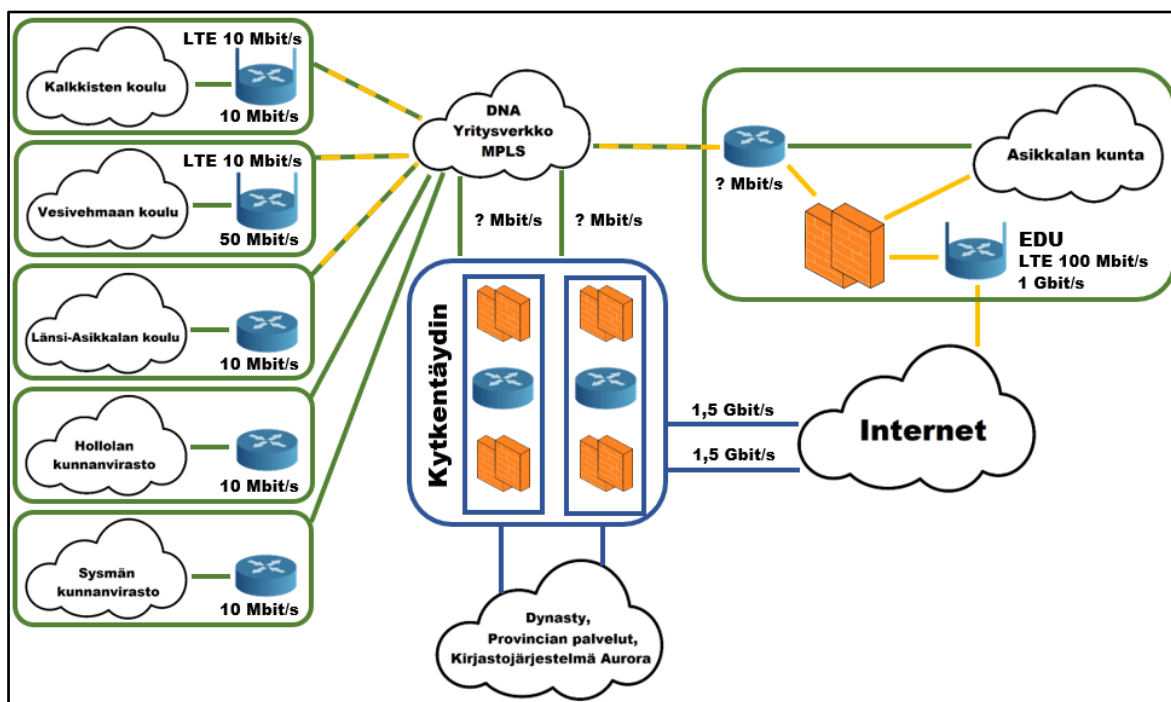 LTE 10 Mbit/s
Kalkkisten koulu
10 Mbit/s
LTE 10 Mbit/s
Vesivehmaan koulu
50 Mbit/s
Länsi-Asikkalan koulu
10 Mbit/s
Hollolan
kunnanvirasto
10 Mbit/s
Sysmän
kunnanvirasto
10 Mbit/s
DNA
Yritysverkko
MPLS
? Mbit/s
? Mbit/s
Kytkentäydin
Dynasty,
Provincian palvelut,
Kirjastojärjestelmä Aurora
1,5 Gbit/s
1,5 Gbit/s
Internet
? Mbit/s
Asikkalan kunta
EDU
LTE 100 Mbit/s
1 Gbit/s